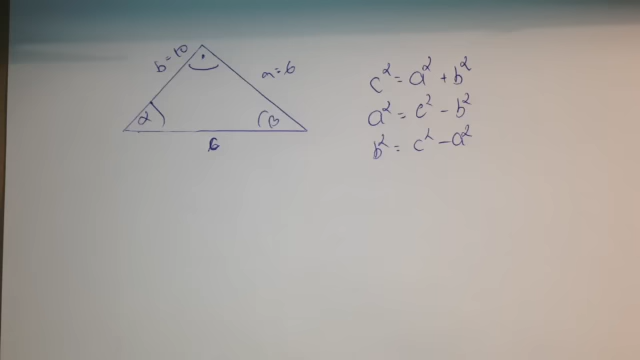 b=10
a=6
α
β
c
c² = a² + b²
a² = c² - b²
b² = c² - a²